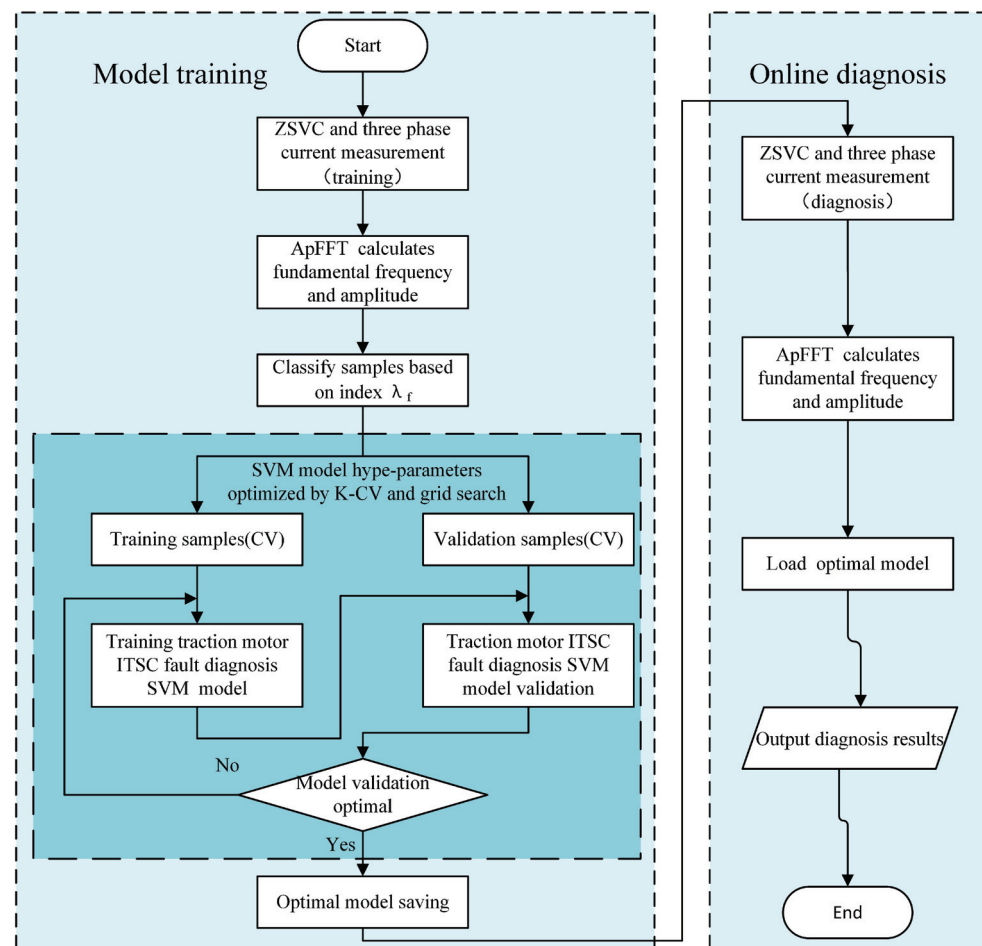 Start
Model training
ZSVC and three phase
current measurement
（training）
ApFFT calculates
fundamental frequency
and amplitude
Classify samples based
on index λ f
SVM model hype-parameters
optimized by K-CV and grid search
Training samples(CV)
Validation samples(CV)
Training traction motor
ITSC fault diagnosis
SVM model
Traction motor ITSC
fault diagnosis SVM
model validation
No
Model validation
optimal
Yes
Optimal model saving
Online diagnosis
ZSVC and three phase
current measurement
（diagnosis）
ApFFT calculates
fundamental frequency
and amplitude
Load optimal model
Output diagnosis results
End